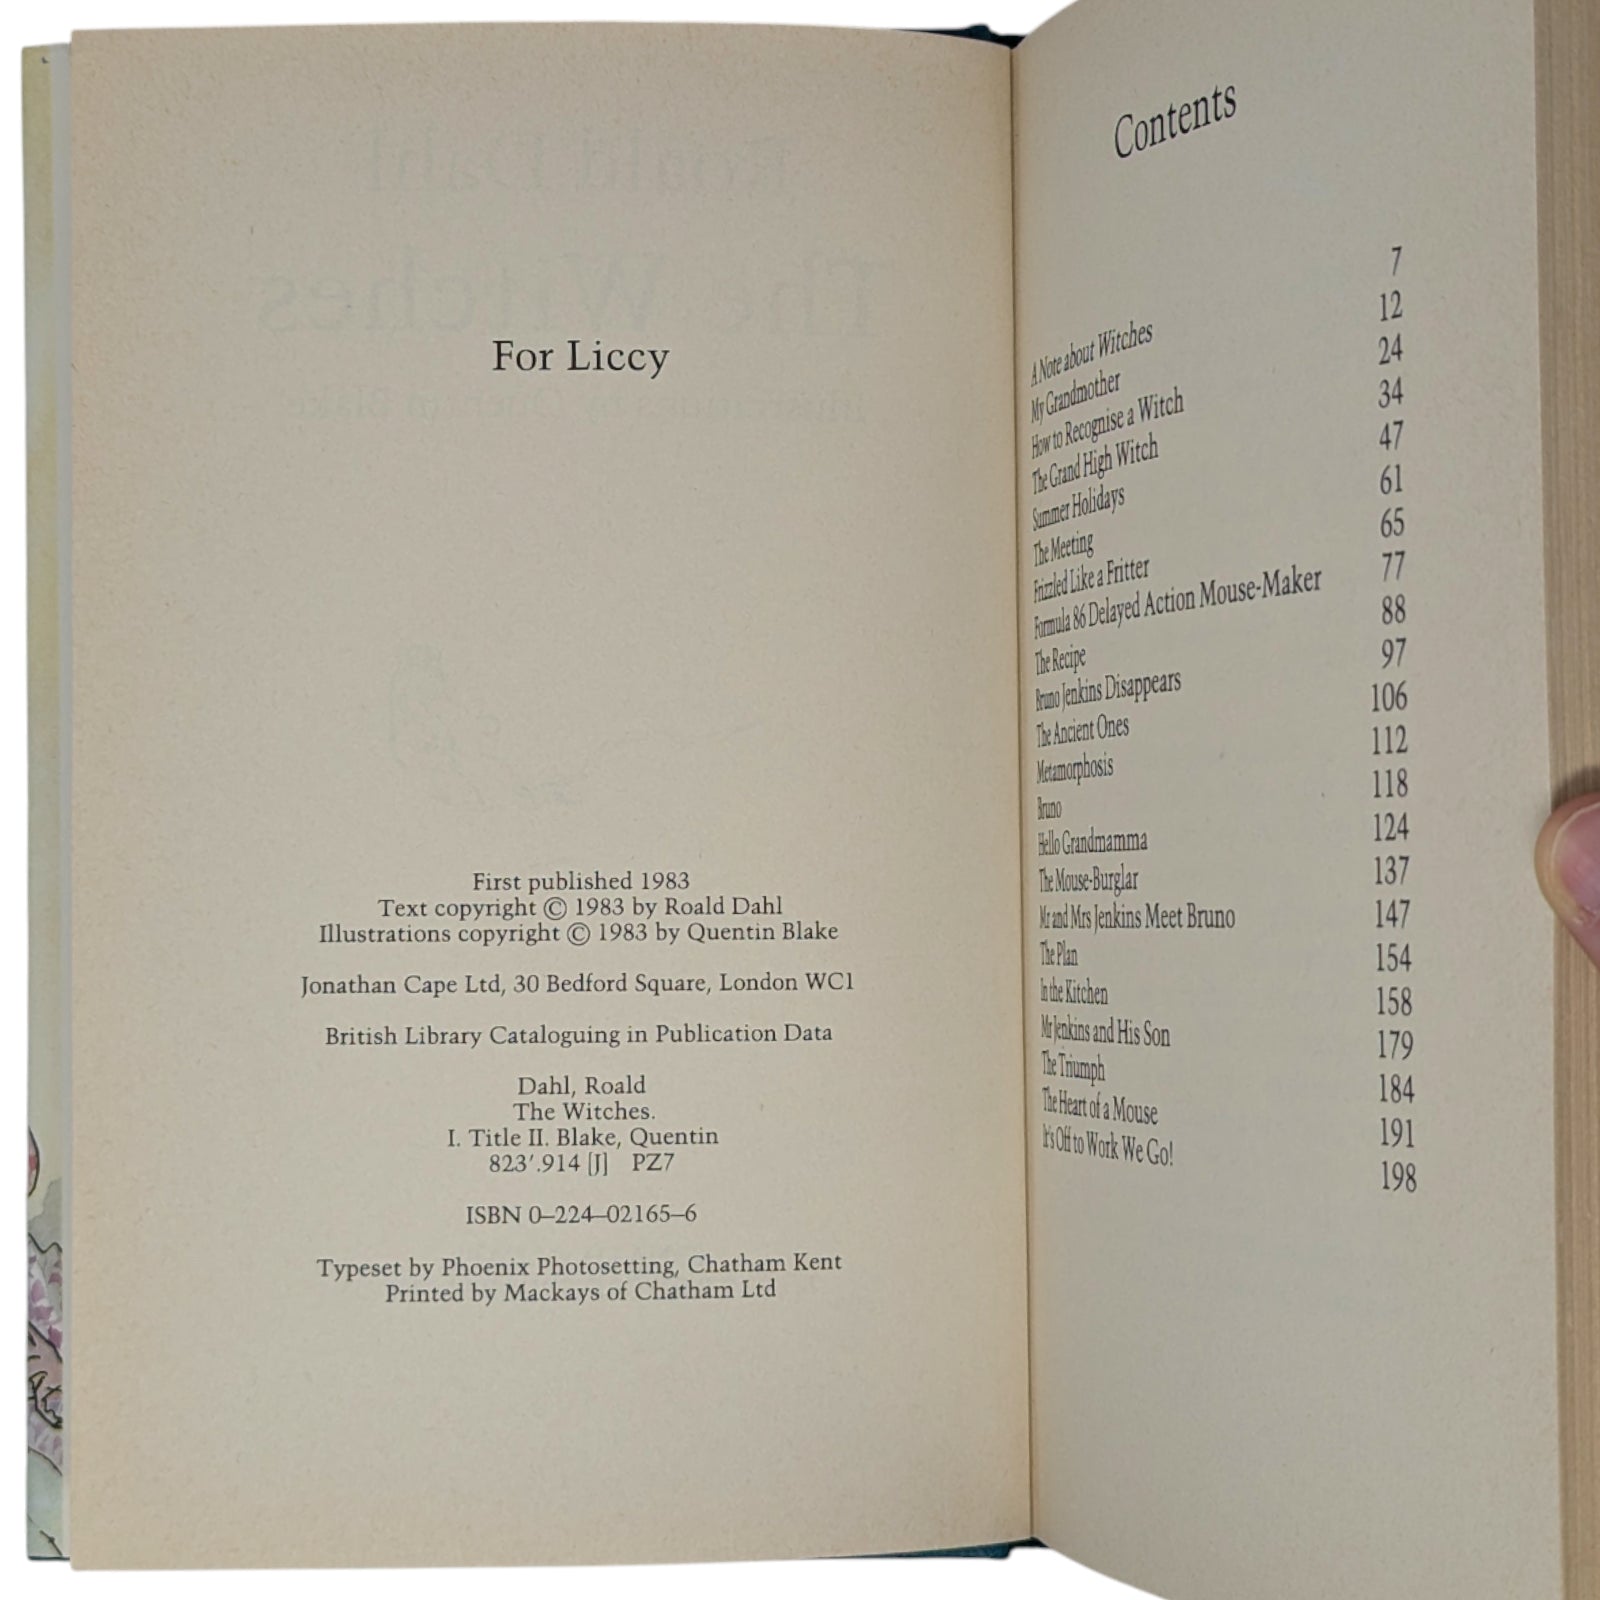 For Liccy
First published 1983
Text copyright © 1983 by Roald Dahl
Illustrations copyright © 1983 by Quentin Blake
Jonathan Cape Ltd, 30 Bedford Square, London WC1
British Library Cataloguing in Publication Data
Dahl, Roald
The Witches.
I. Title II. Blake, Quentin
823′.914 [J] PZ7
ISBN 0–224–02165–6
Typeset by Phoenix Photosetting, Chatham Kent
Printed by Mackays of Chatham Ltd
Contents
A Note about Witches 7
My Grandmother 12
How to Recognise a Witch 24
The Grand High Witch 34
Summer Holidays 47
The Meeting 61
Frizzled Like a Fritter 65
Formula 86 Delayed Action Mouse-Maker 77
The Recipe 88
Bruno Jenkins Disappears 97
The Ancient Ones 106
Metamorphosis 112
Bruno 118
Hello Grandmamma 124
The Mouse-Burglar 137
Mr and Mrs Jenkins Meet Bruno 147
The Plan 154
In the Kitchen 158
Mr Jenkins and His Son 179
The Triumph 184
The Heart of a Mouse 191
It's Off to Work We Go! 198